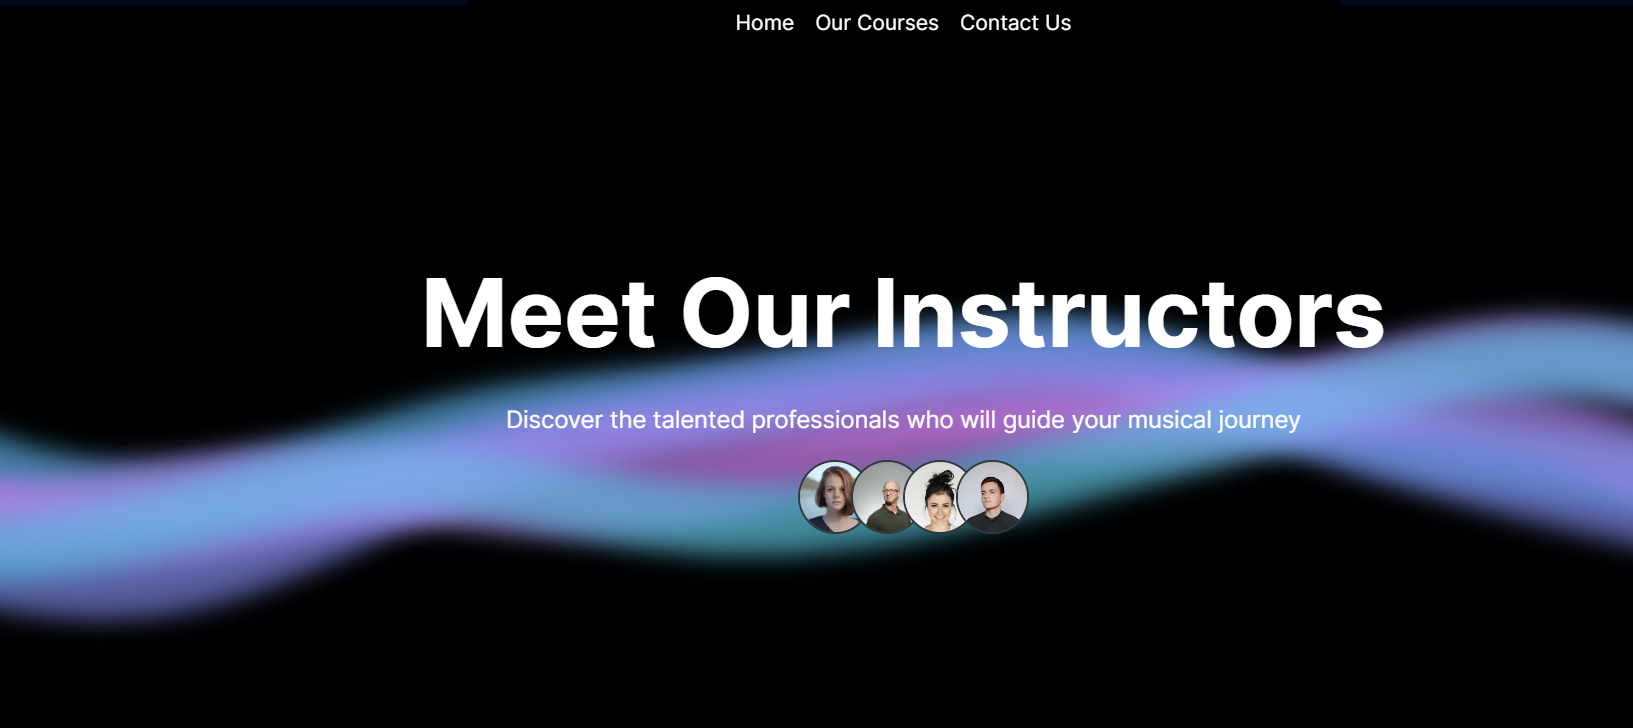 Home Our Courses Contact Us
Meet Our Instructors
Discover the talented professionals who will guide your musical journey